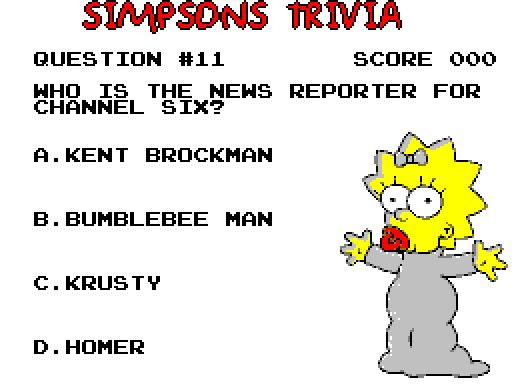 SIMPSONS TRIVIA
QUESTION #11 SCORE 000
WHO IS THE NEWS REPORTER FOR
CHANNEL SIX?
A.KENT BROCKMAN
B.BUMBLEBEE MAN
C.KRUSTY
D.HOMER